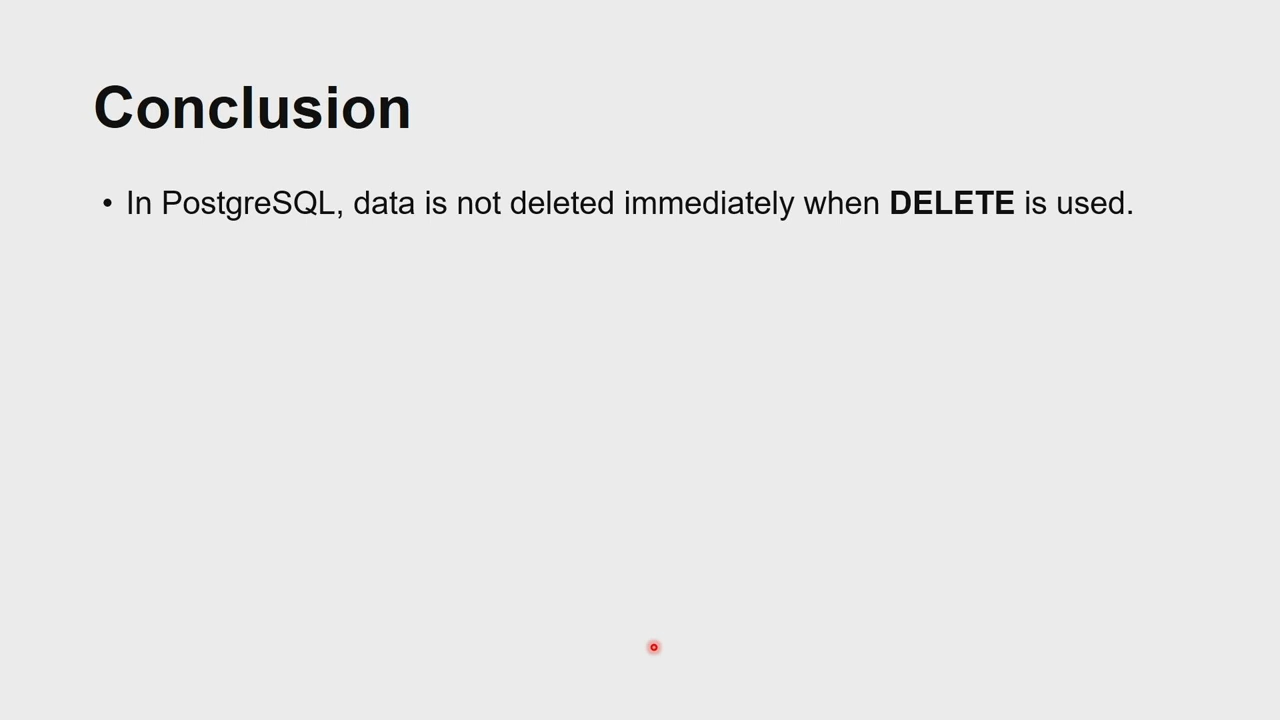 Conclusion
• In PostgreSQL, data is not deleted immediately when DELETE is used.